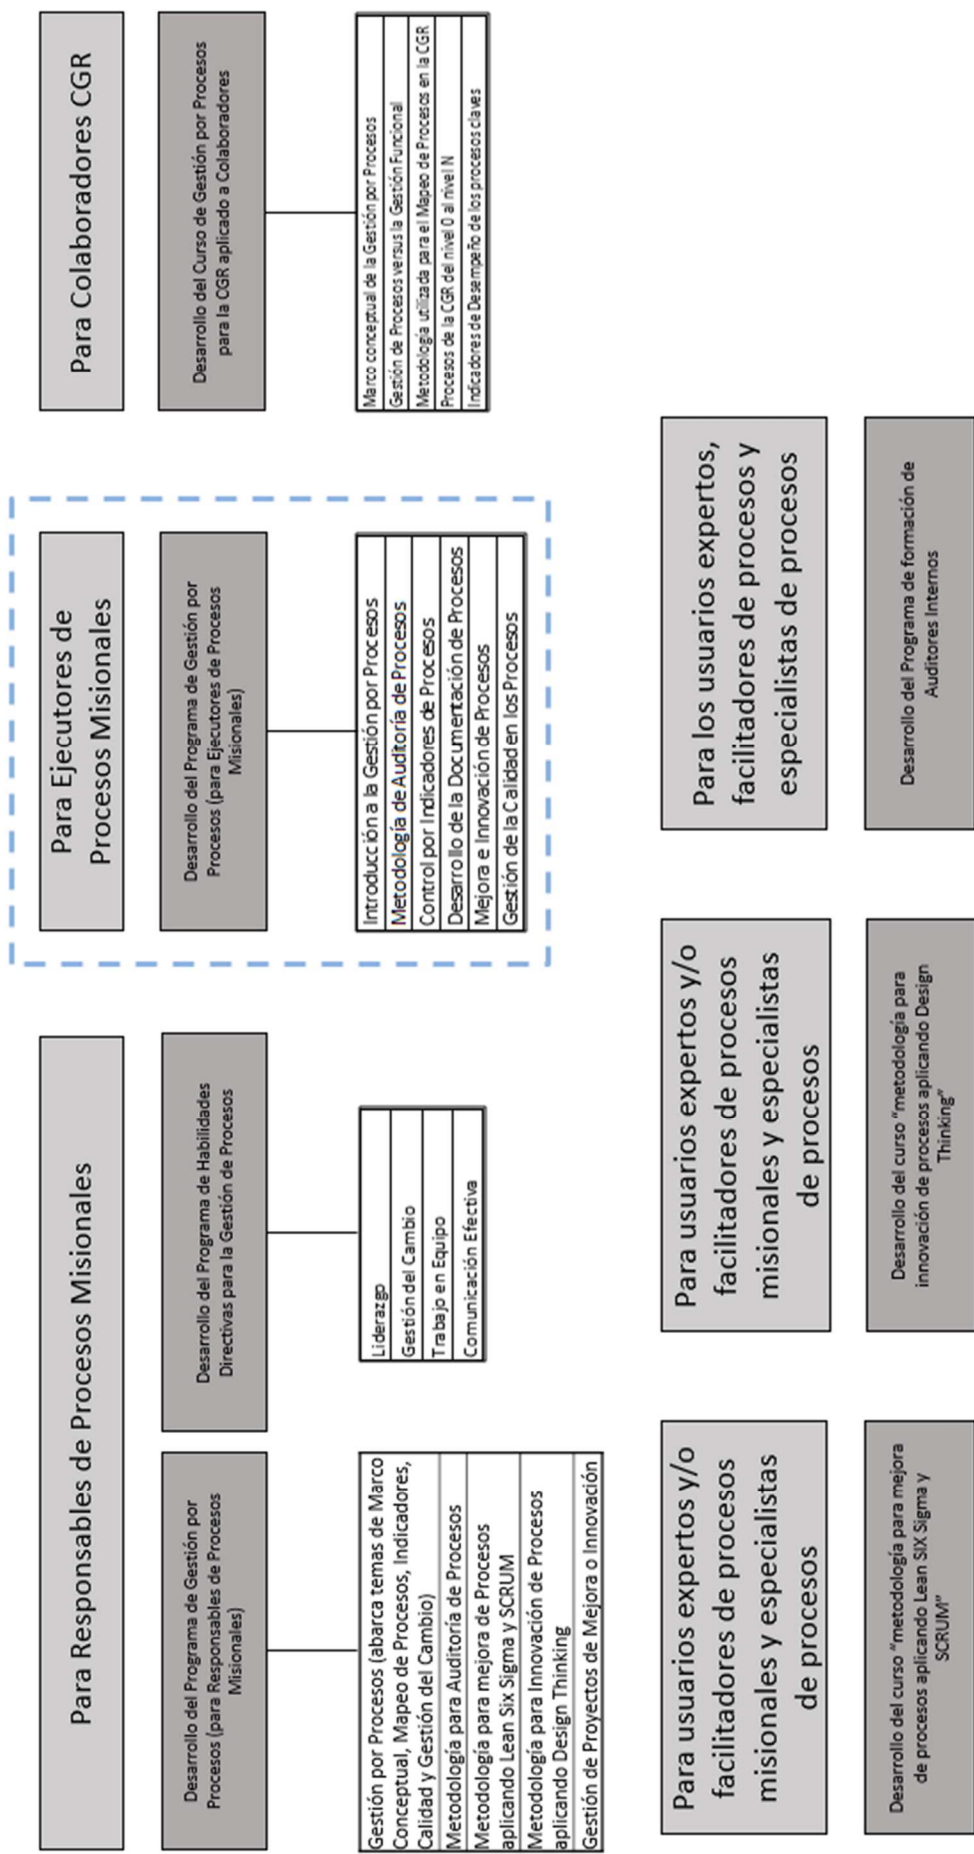 Para Responsables de Procesos Misionales
Desarrollo del Programa de Gestión por
Procesos (para Responsables de Procesos
Misionales)
Gestión por Procesos (abarca temas de Marco
Conceptual, Mapeo de Procesos, Indicadores,
Calidad y Gestión del Cambio)
Metodología para Auditoría de Procesos
Metodología para mejora de Procesos
aplicando Lean Six Sigma y SCRUM
Metodología para Innovación de Procesos
aplicando Design Thinking
Gestión de Proyectos de Mejora o Innovación
Desarrollo del Programa de Habilidades
Directivas para la Gestión de Procesos
Liderazgo
Gestión del Cambio
Trabajo en Equipo
Comunicación Efectiva
Para Ejecutores de
Procesos Misionales
Desarrollo del Programa de Gestión por
Procesos (para Ejecutores de Procesos
Misionales)
Introducción a la Gestión por Procesos
Metodología de Auditoría de Procesos
Control por Indicadores de Procesos
Desarrollo de la Documentación de Procesos
Mejora e Innovación de Procesos
Gestión de la Calidad en los Procesos
Para Colaboradores CGR
Desarrollo del Curso de Gestión por Procesos
para la CGR aplicado a Colaboradores
Marco conceptual de la Gestión por Procesos
Gestión de Procesos versus la Gestión Funcional
Metodología utilizada para el Mapeo de Procesos en la CGR
Procesos de la CGR del nivel 0 al nivel N
Indicadores de Desempeño de los procesos claves
Para usuarios expertos y/o
facilitadores de procesos
misionales y especialistas
de procesos
Desarrollo del curso "metodología para mejora
de procesos aplicando Lean SIX Sigma y
SCRUM"
Para usuarios expertos y/o
facilitadores de procesos
misionales y especialistas
de procesos
Desarrollo del curso "metodología para
innovación de procesos aplicando Design
Thinking"
Para los usuarios expertos,
facilitadores de procesos y
especialistas de procesos
Desarrollo del Programa de formación de
Auditores Internos